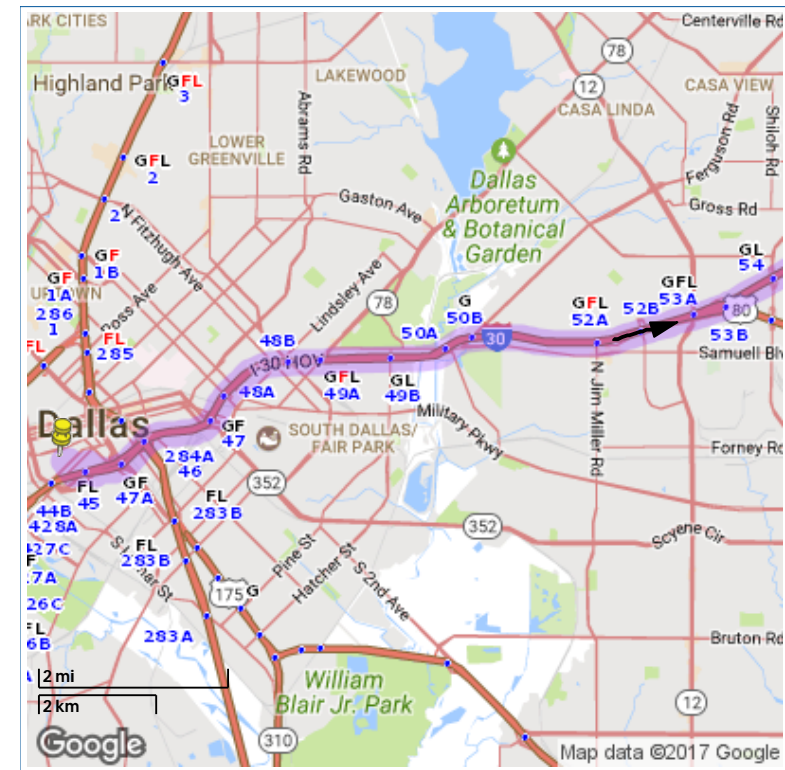 ARK CITIES
Centerville Rd
78
Highland Park
GFL
3
LAKEWOOD
12
CASA VIEW
CASA LINDA
Abrams Rd
Shiloh Rd
Ferguson Rd
LOWER
GREENVILLE
GFL
2
Dallas
Arboretum
& Botanical
Garden
Gaston Ave
Gross Rd
2
N Fitzhugh Ave
GF
1B
GL
54
GF
1A
UPTOWN
286
1
Ross Ave
Lindsley Ave
78
G
50B
GFL
52A
52B
GFL
53A
80
FL
FL
285
48B
50A
30
53B
Samuell Blv
I-30 HOV
GFL
49A
GL
49B
48A
N Jim Miller Rd
Dallas
GF
47
SOUTH DALLAS/
FAIR PARK
Military Pkwy
Forney Rd
284A
46
FL
45
GF
47A
352
44B
428A
FL
283B
352
Scyene Cir
427C
FL
283B
S Lamar St
Pine St
Hatcher St
S 2nd Ave
F
7A
175
G
26C
FL
6B
283A
Bruton Rd
2 mi
2 km
William
Blair Jr. Park
12
310
Google
Map data ©2017 Google